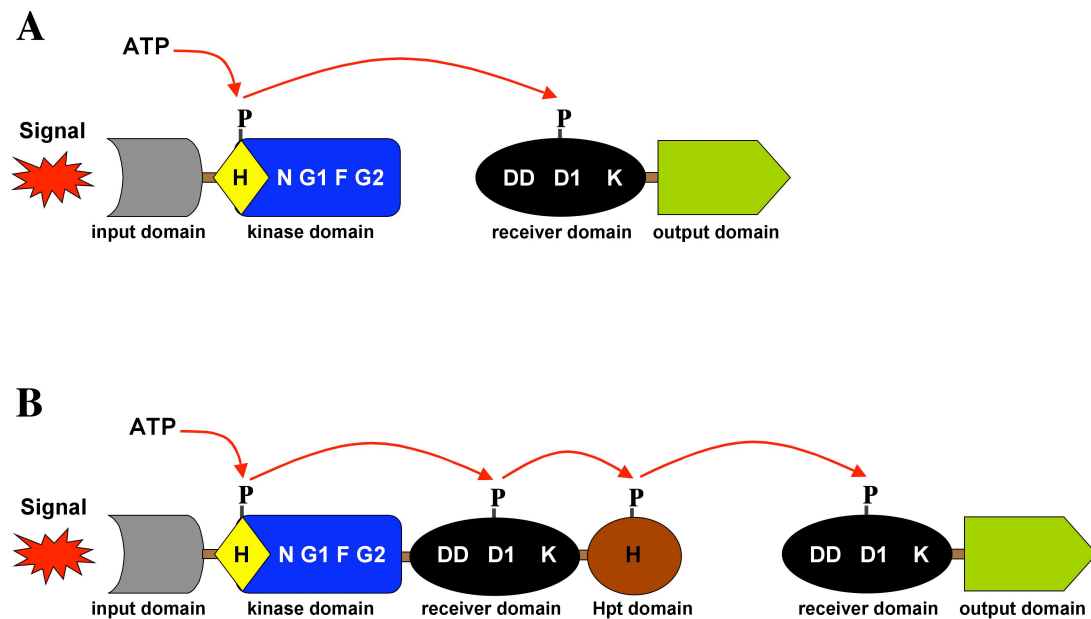 A
ATP
P
P
Signal
H
N G1 F G2
DD D1 K
input domain
kinase domain
receiver domain
output domain
B
ATP
P
P
P
P
Signal
H
N G1 F G2
DD D1 K
H
DD D1 K
input domain
kinase domain
receiver domain
Hpt domain
receiver domain
output domain